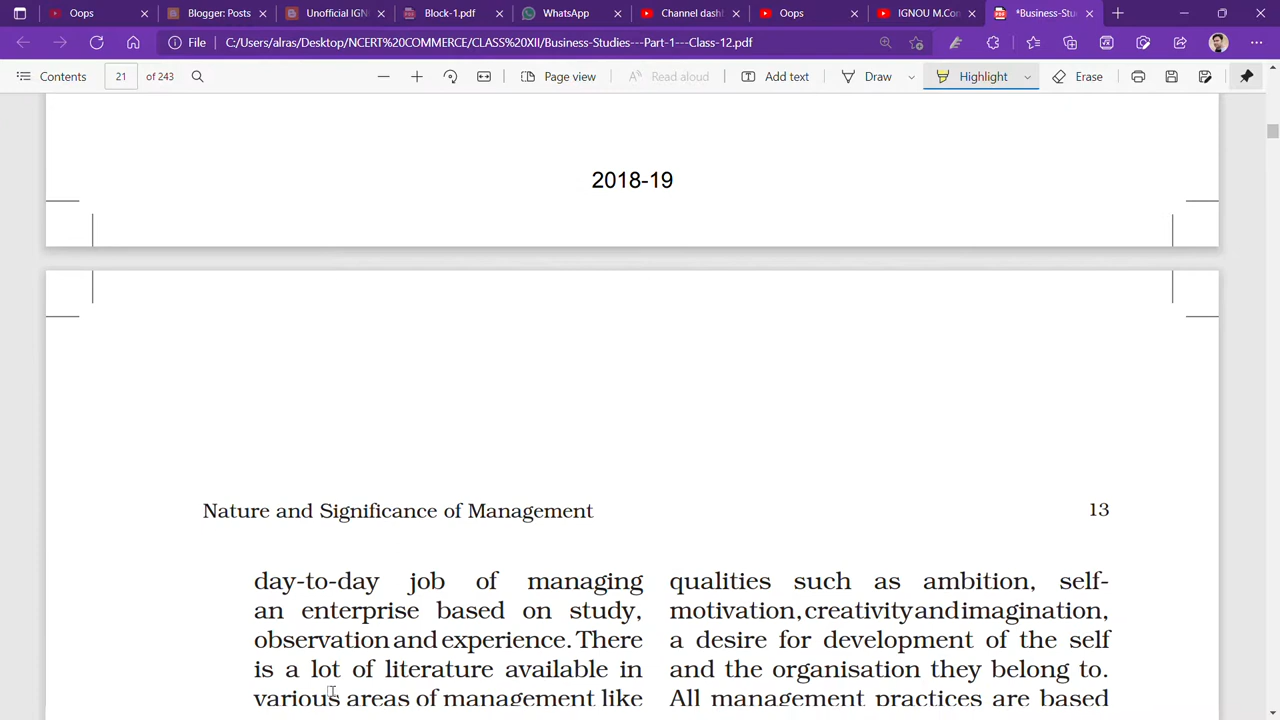 Oops
Blogger: Posts
Unofficial IGN
Block-1.pdf
WhatsApp
Channel dash
Oops
IGNOU M.Con
*Business-Stu
File
C:/Users/alras/Desktop/NCERT%20COMMERCE/CLASS%20XII/Business-Studies---Part-1---Class-12.pdf
Contents
21 of 243
Page view
Read aloud
Add text
Draw
Highlight
Erase
2018-19
Nature and Significance of Management
13
day-to-day job of managing
an enterprise based on study,
observation and experience. There
is a lot of literature available in
various areas of management like
qualities such as ambition, self-
motivation, creativity and imagination,
a desire for development of the self
and the organisation they belong to.
All management practices are based